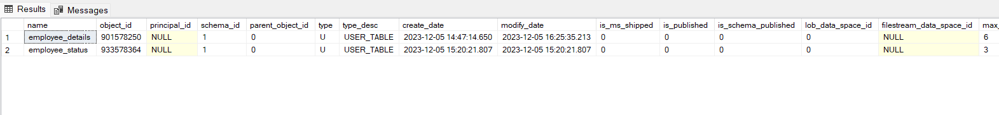 Results Messages
name object_id principal_id schema_id parent_object_id type type_desc create_date modify_date is_ms_shipped is_published is_schema_published lob_data_space_id filestream_data_space_id max_
1 employee_details 901578250 NULL 1 0 U USER_TABLE 2023-12-05 14:47:14.650 2023-12-05 16:25:35.213 0 0 0 0 NULL 6
2 employee_status 933578364 NULL 1 0 U USER_TABLE 2023-12-05 15:20:21.807 2023-12-05 15:20:21.807 0 0 0 0 NULL 3